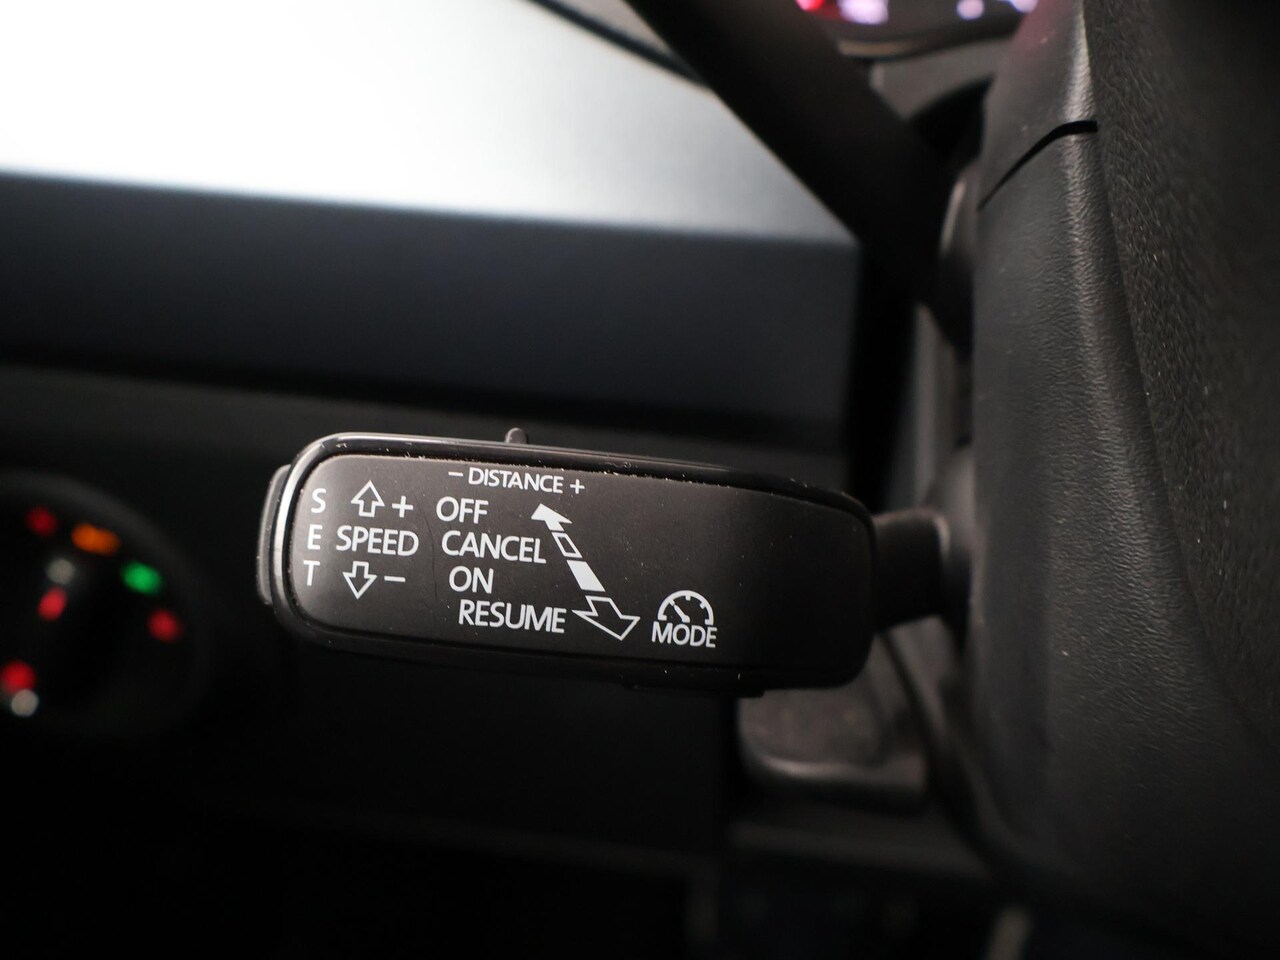 − DISTANCE +
S
E
T
+
SPEED
−
OFF
CANCEL
ON
RESUME
MODE